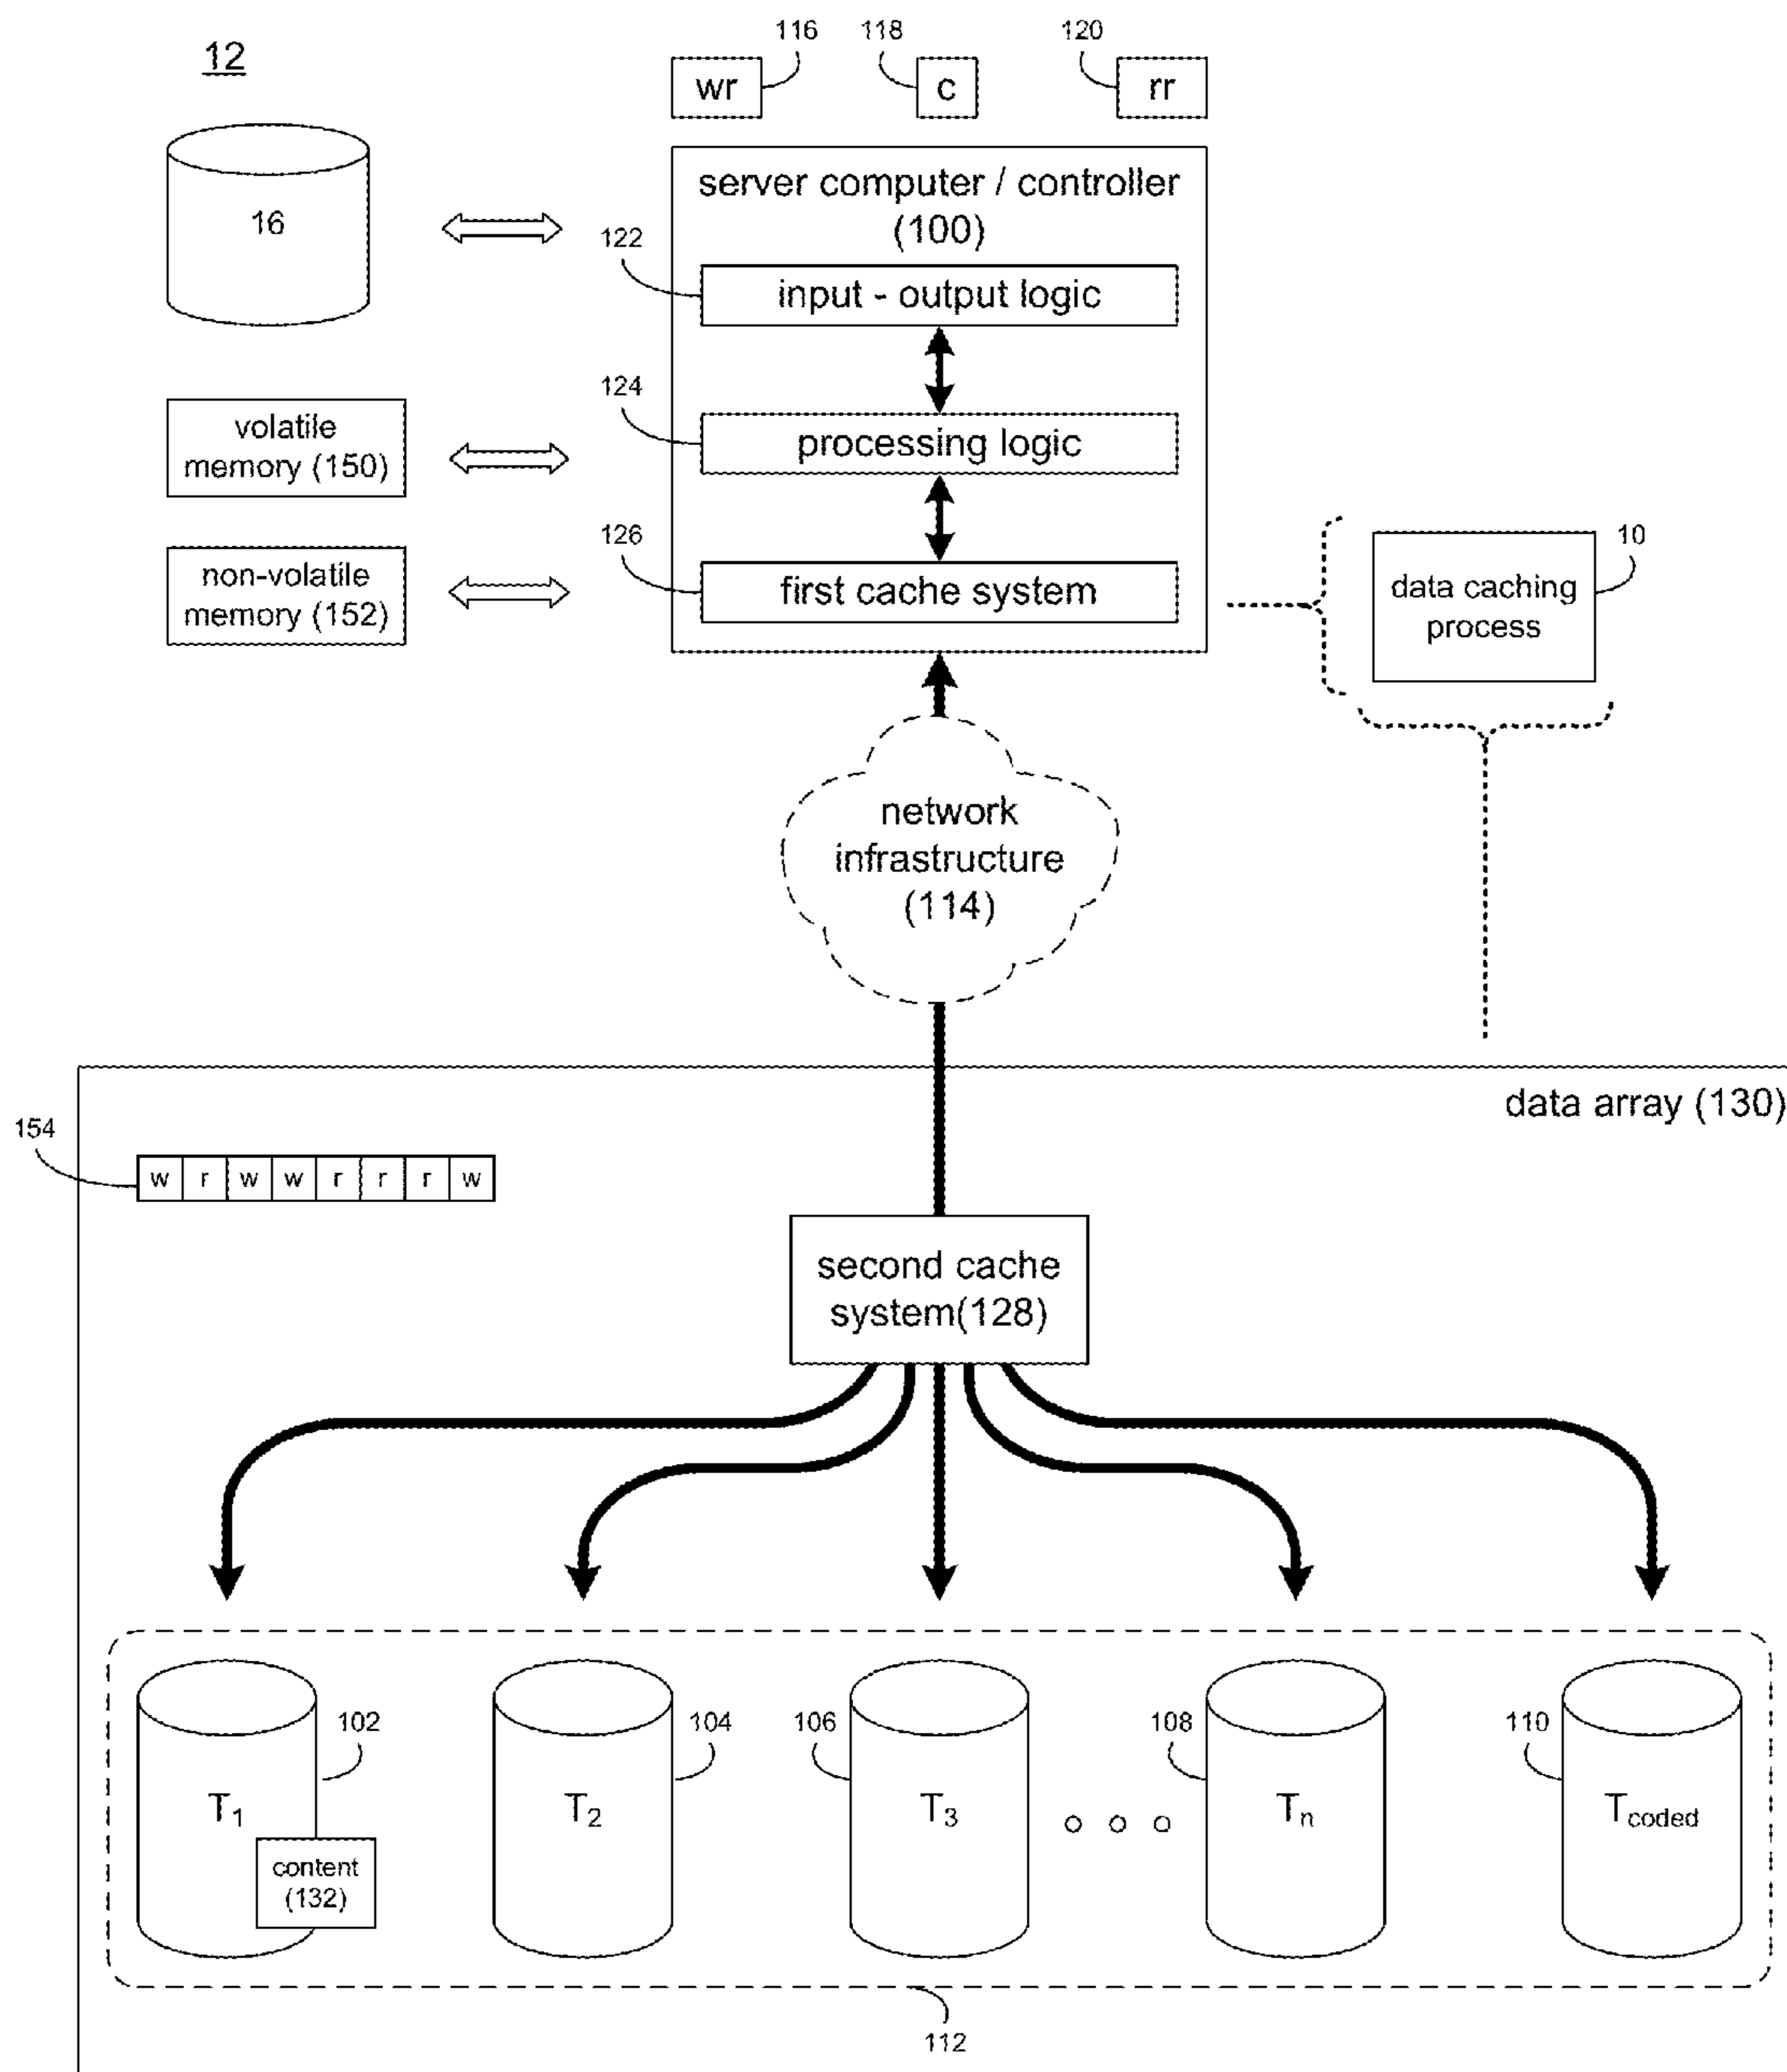 12
116
118
120
wr
c
rr
16
server computer / controller
(100)
122
input - output logic
volatile
memory (150)
124
processing logic
non-volatile
memory (152)
126
first cache system
10
data caching
process
network
infrastructure
(114)
data array (130)
154
w r w w r r r w
second cache
system(128)
102
104
106
108
110
T1
T2
T3
Tn
Tcoded
content
(132)
112